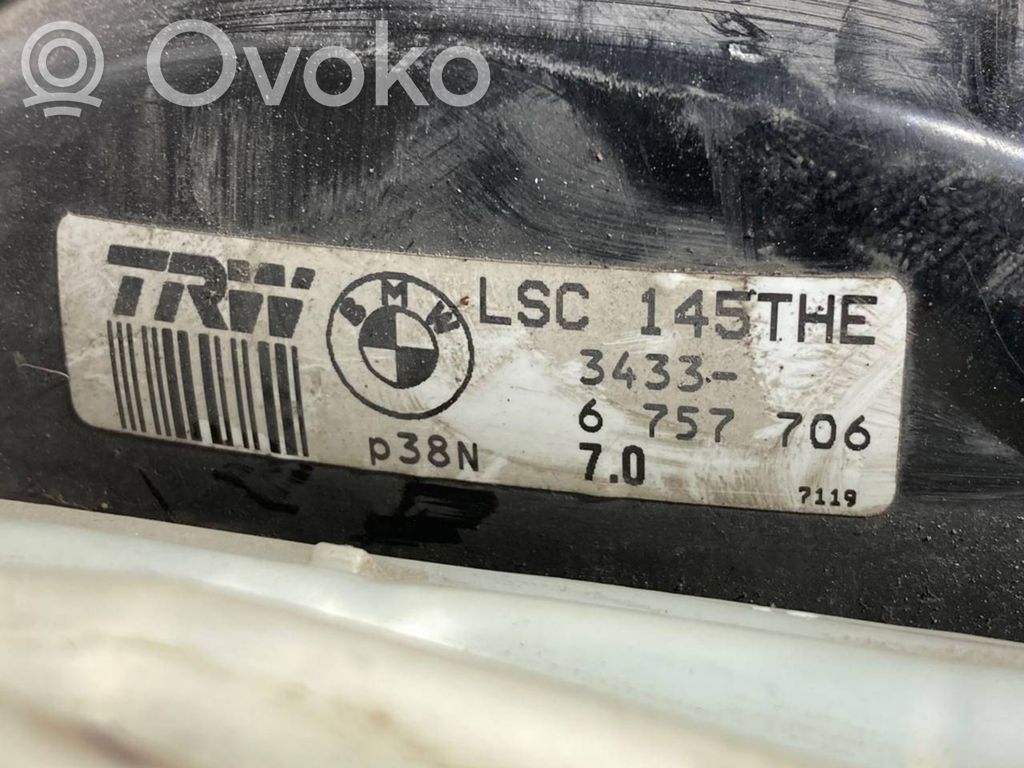 Ovoko
TRW BMW LSC 145THE
3433-
p38N 6 757 706
7.0
7119